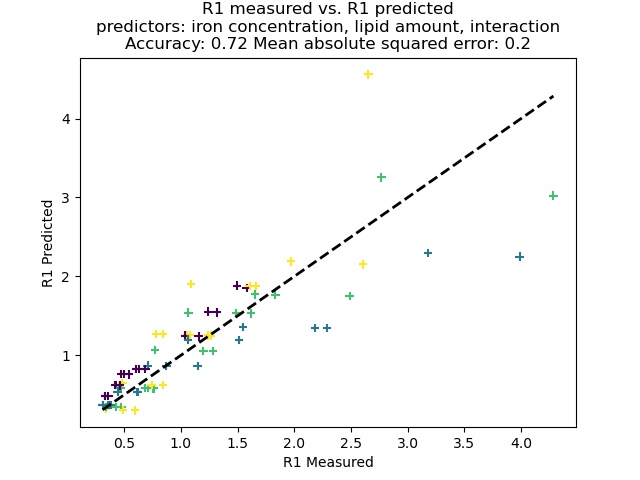 R1 measured vs. R1 predicted
predictors: iron concentration, lipid amount, interaction
Accuracy: 0.72 Mean absolute squared error: 0.2
4
3
2
1
R1 Predicted
0.5 1.0 1.5 2.0 2.5 3.0 3.5 4.0
R1 Measured